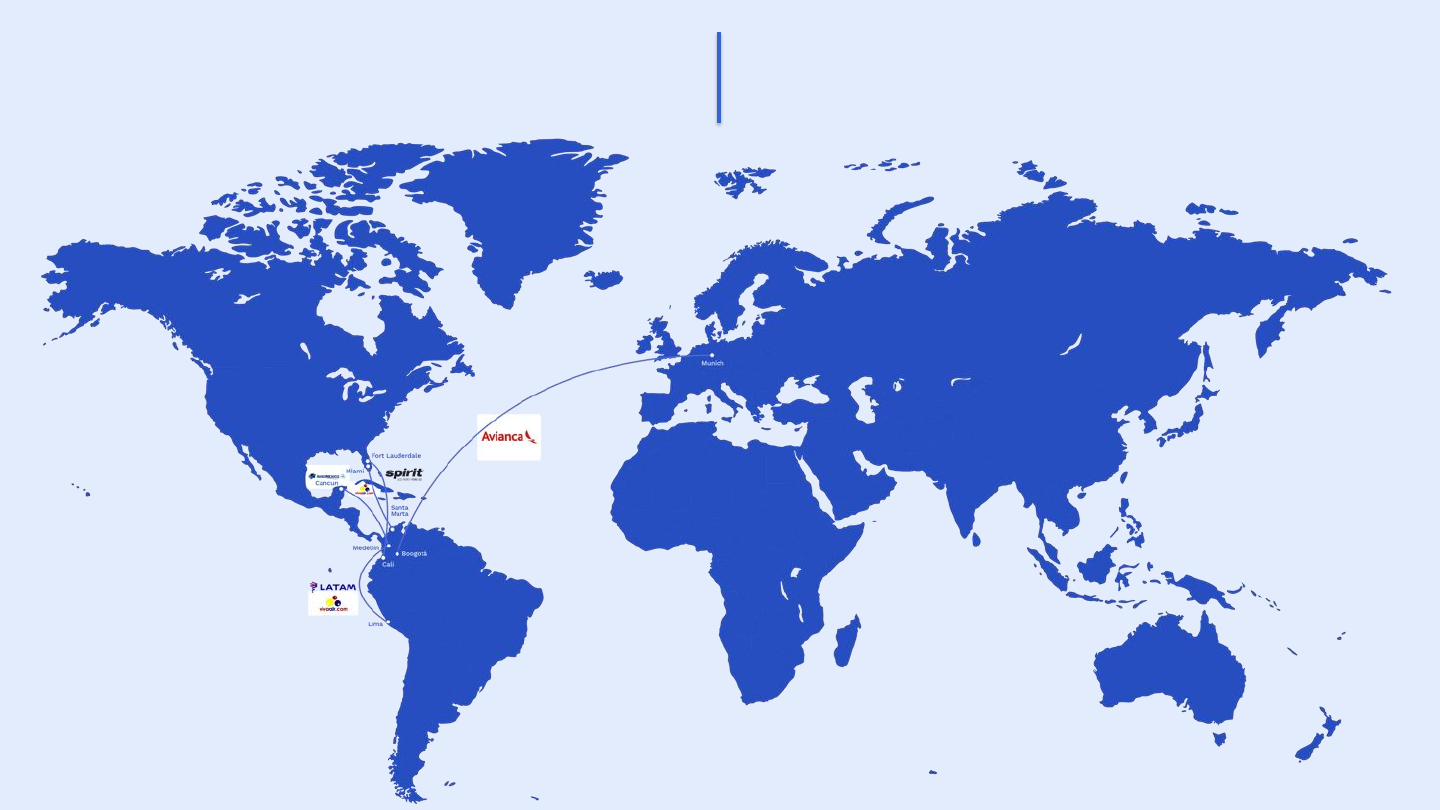 Munich
Avianca
Fort Lauderdale
Miami
spirit
Cancun
Santa
Marta
Medellin
Boogotá
Cali
LATAM
vivaair.com
Lima